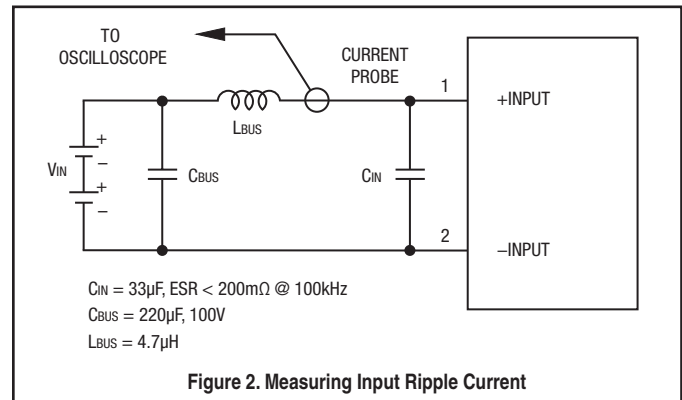 TO
OSCILLOSCOPE
CURRENT
PROBE
LBUS
VIN
+
–
+
–
CBUS
CIN
1
+INPUT
2
–INPUT
CIN = 33µF, ESR < 200mΩ @ 100kHz
CBUS = 220µF, 100V
LBUS = 4.7µH
Figure 2. Measuring Input Ripple Current